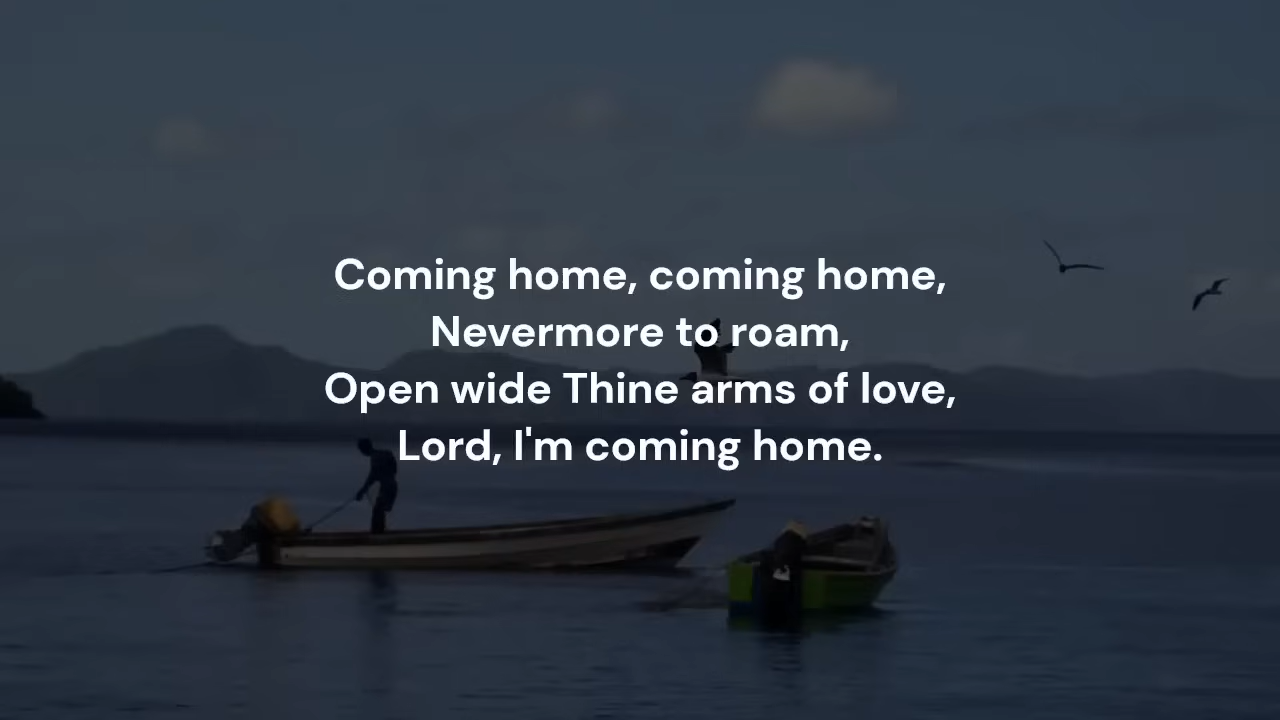 Coming home, coming home,
Nevermore to roam,
Open wide Thine arms of love,
Lord, I'm coming home.